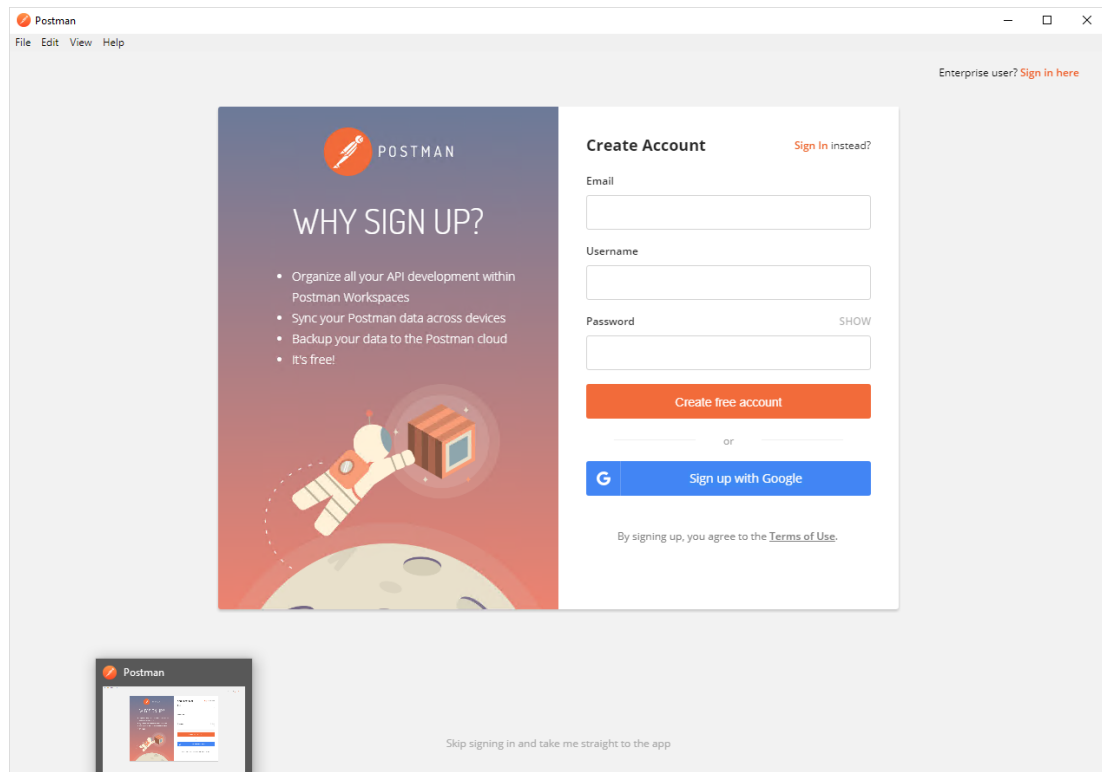 Postman
File Edit View Help
Enterprise user? Sign in here
POSTMAN
WHY SIGN UP?
• Organize all your API development within
Postman Workspaces
• Sync your Postman data across devices
• Backup your data to the Postman cloud
• It's free!
Create Account
Sign In instead?
Email
Username
Password
SHOW
Create free account
or
G
Sign up with Google
By signing up, you agree to the Terms of Use.
Postman
Skip signing in and take me straight to the app